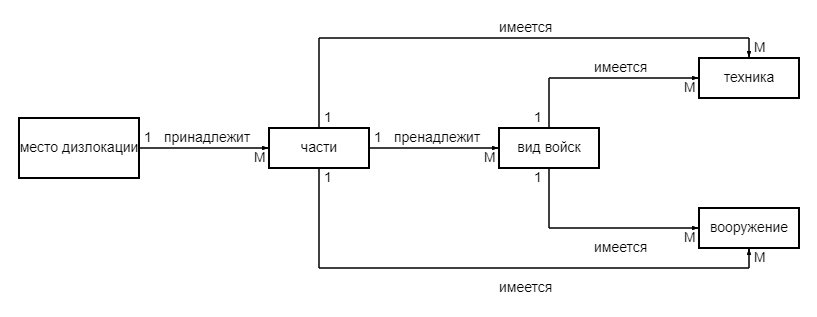 имеется
М
техника
имеется
М
1
1
место дизлокации
1
принадлежит
М
части
1
пренадлежит
М
вид войск
1
1
вооружение
М
имеется
М
имеется